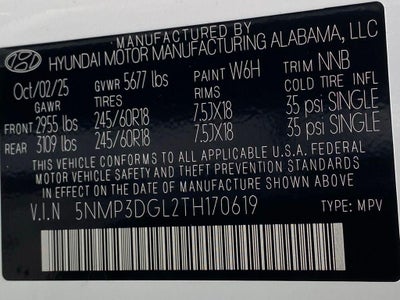 MANUFACTURED BY
HYUNDAI MOTOR MANUFACTURING ALABAMA, LLC
Oct/02/25 GVWR 5677 lbs PAINT W6H TRIM NNB
GAWR TIRES RIMS COLD TIRE INFL
FRONT 2955 lbs 245/60R18 7.5JX18 35 psi SINGLE
REAR 3109 lbs 245/60R18 7.5JX18 35 psi SINGLE
THIS VEHICLE CONFORMS TO ALL APPLICABLE U.S.A. FEDERAL
MOTOR VEHICLE SAFETY AND THEFT PREVENTION STANDARDS
IN EFFECT ON THE DATE OF MANUFACTURE SHOWN ABOVE.
V.I.N 5NMP3DGL2TH170619 TYPE: MPV